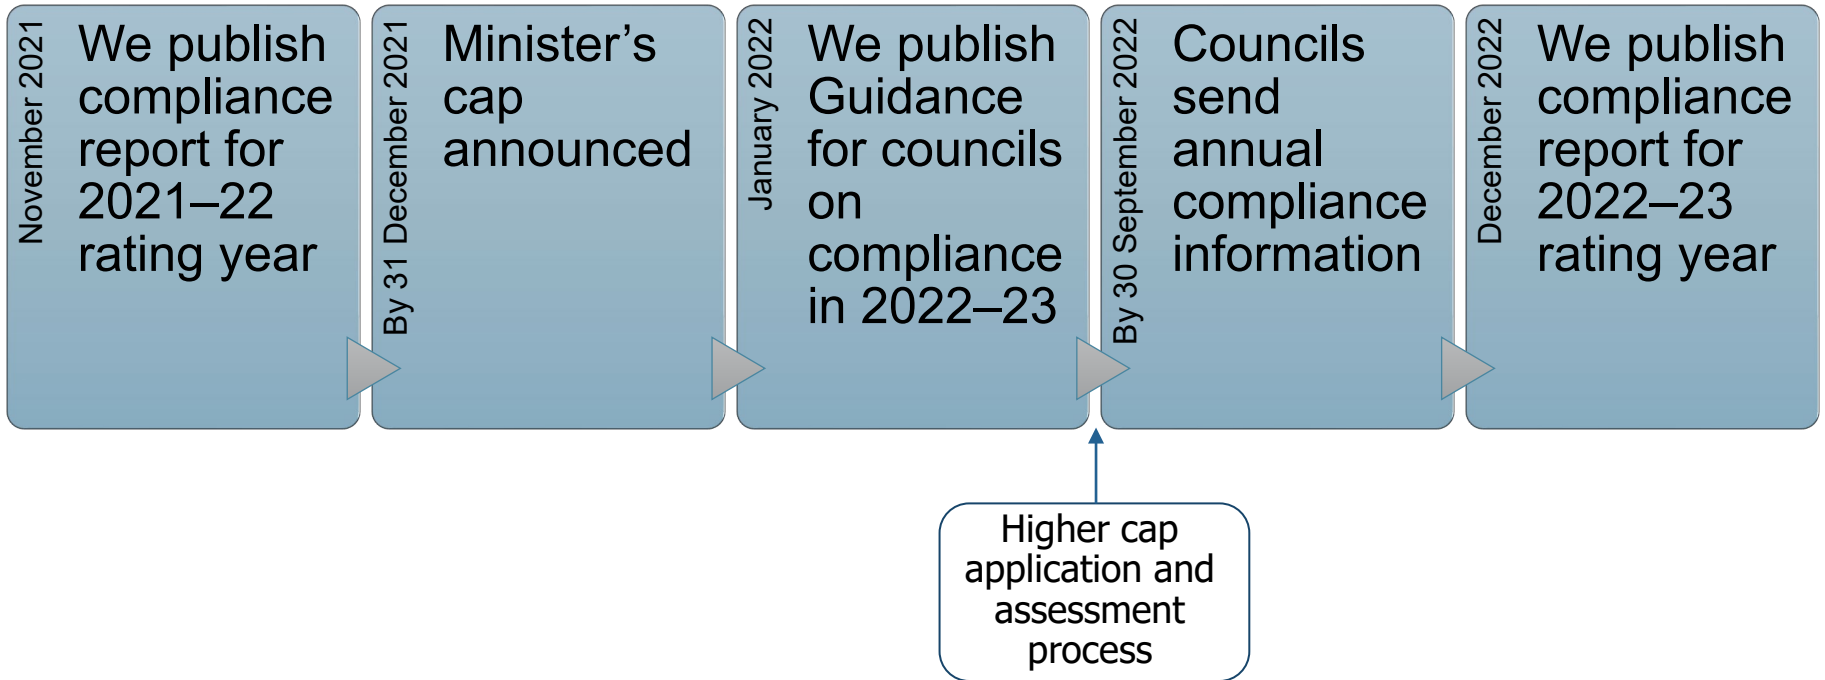 November 2021
We publish
compliance
report for
2021–22
rating year
By 31 December 2021
Minister’s
cap
announced
January 2022
We publish
Guidance
for councils
on
compliance
in 2022–23
By 30 September 2022
Councils
send
annual
compliance
information
December 2022
We publish
compliance
report for
2022–23
rating year
Higher cap
application and
assessment
process